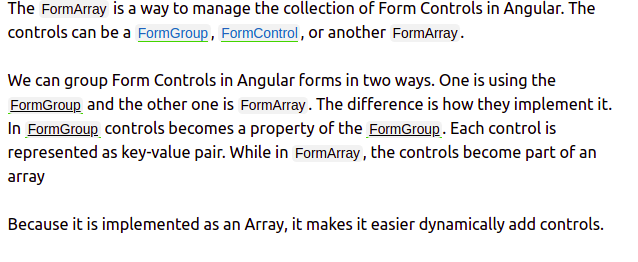 The FormArray is a way to manage the collection of Form Controls in Angular. The
controls can be a FormGroup, FormControl, or another FormArray.
We can group Form Controls in Angular forms in two ways. One is using the
FormGroup and the other one is FormArray. The difference is how they implement it.
In FormGroup controls becomes a property of the FormGroup. Each control is
represented as key-value pair. While in FormArray, the controls become part of an
array
Because it is implemented as an Array, it makes it easier dynamically add controls.